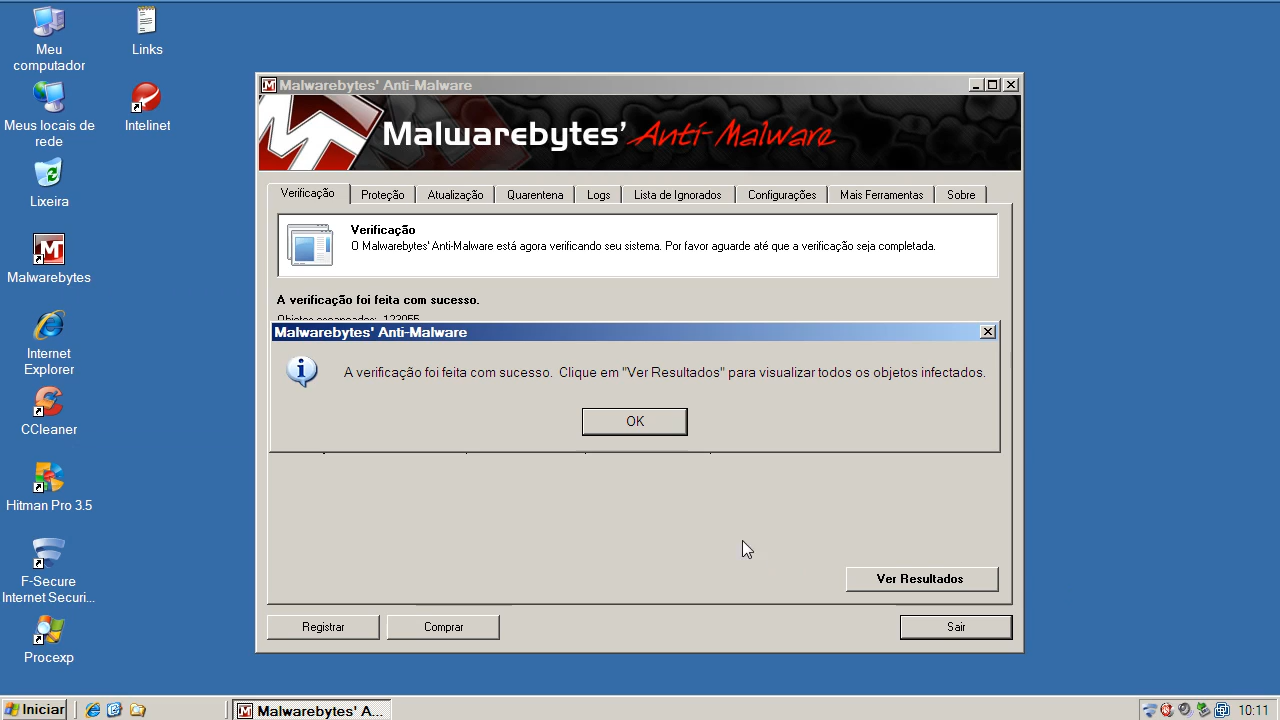 Meu
computador
Links
Meus locais de
rede
Intelinet
Lixeira
Malwarebytes
Internet
Explorer
CCleaner
Hitman Pro 3.5
F-Secure
Internet Securi...
Procexp
Malwarebytes' Anti-Malware
Malwarebytes' Anti-Malware
Verificação
Proteção
Atualização
Quarentena
Logs
Lista de Ignorados
Configurações
Mais Ferramentas
Sobre
Verificação
O Malwarebytes' Anti-Malware está agora verificando seu sistema. Por favor aguarde até que a verificação seja completada.
A verificação foi feita com sucesso.
Objetos escaneados: 123055
Malwarebytes' Anti-Malware
A verificação foi feita com sucesso. Clique em "Ver Resultados" para visualizar todos os objetos infectados.
OK
Ver Resultados
Registrar
Comprar
Sair
Iniciar
Malwarebytes' A...
10:11